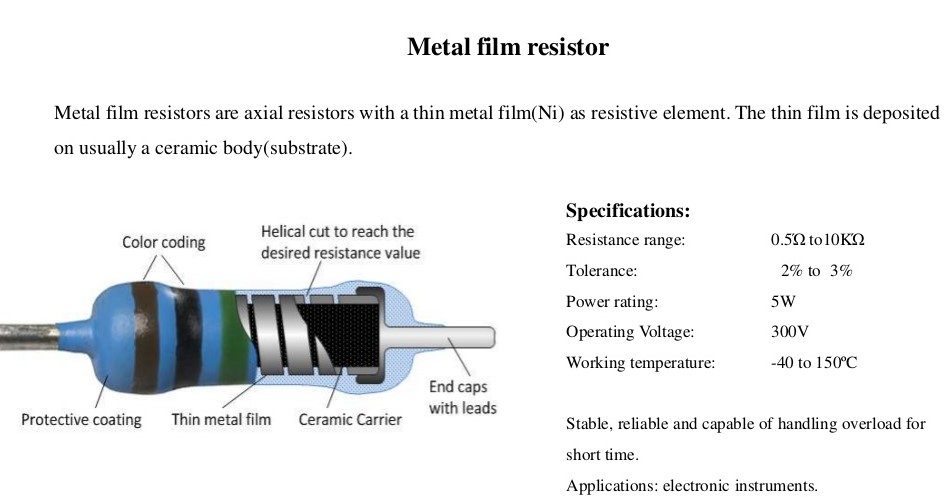 Metal film resistor
Metal film resistors are axial resistors with a thin metal film(Ni) as resistive element. The thin film is deposited
on usually a ceramic body(substrate).
Color coding
Helical cut to reach the
desired resistance value
Protective coating
Thin metal film
Ceramic Carrier
End caps
with leads
Specifications:
Resistance range: 0.5Ω to10KΩ
Tolerance: 2% to 3%
Power rating: 5W
Operating Voltage: 300V
Working temperature: -40 to 150ºC
Stable, reliable and capable of handling overload for
short time.
Applications: electronic instruments.